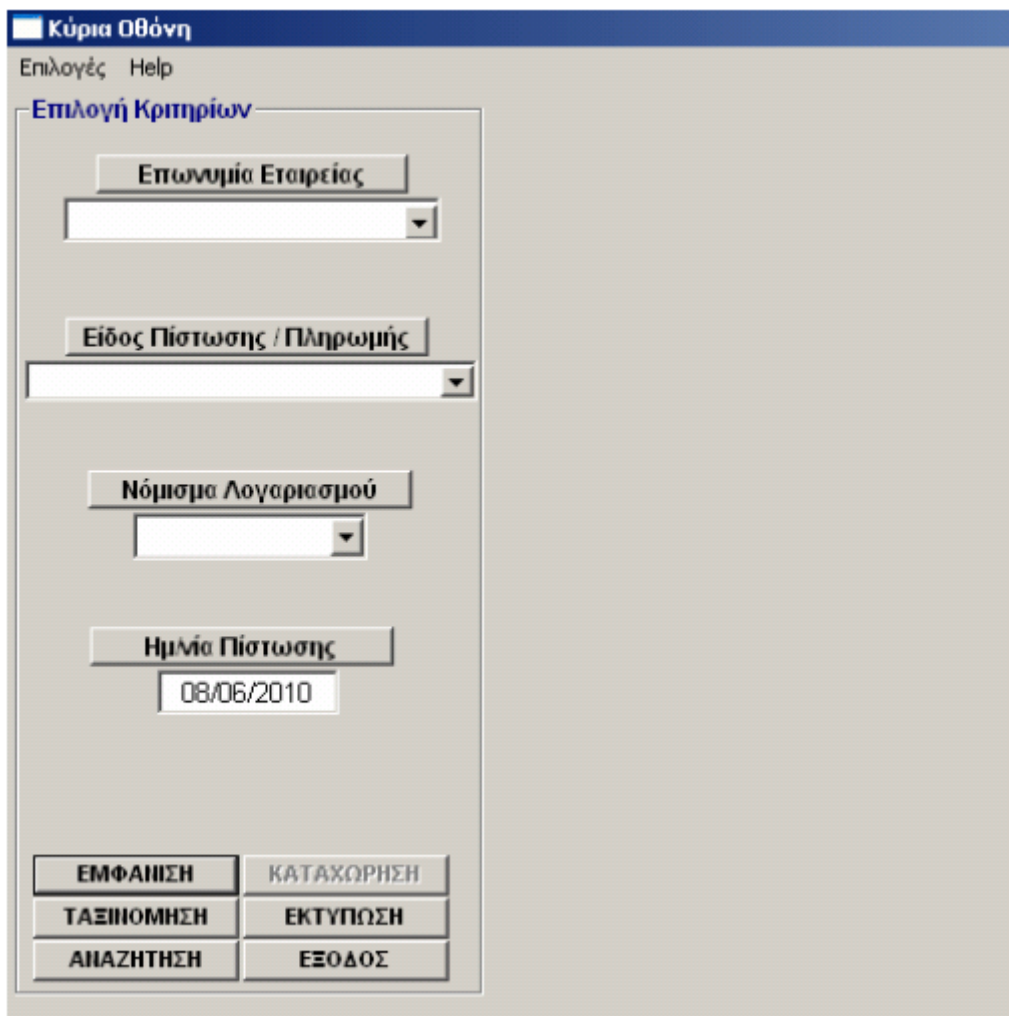 Κύρια Οθόνη
Επιλογές Help
Επιλογή Κριτηρίων
Επωνυμία Εταιρείας
Είδος Πίστωσης / Πληρωμής
Νόμισμα Λογαριασμού
Ημ/νία Πίστωσης
08/06/2010
ΕΜΦΑΝΙΣΗ ΚΑΤΑΧΩΡΗΣΗ
ΤΑΞΙΝΟΜΗΣΗ ΕΚΤΥΠΩΣΗ
ΑΝΑΖΗΤΗΣΗ ΕΞΟΔΟΣ